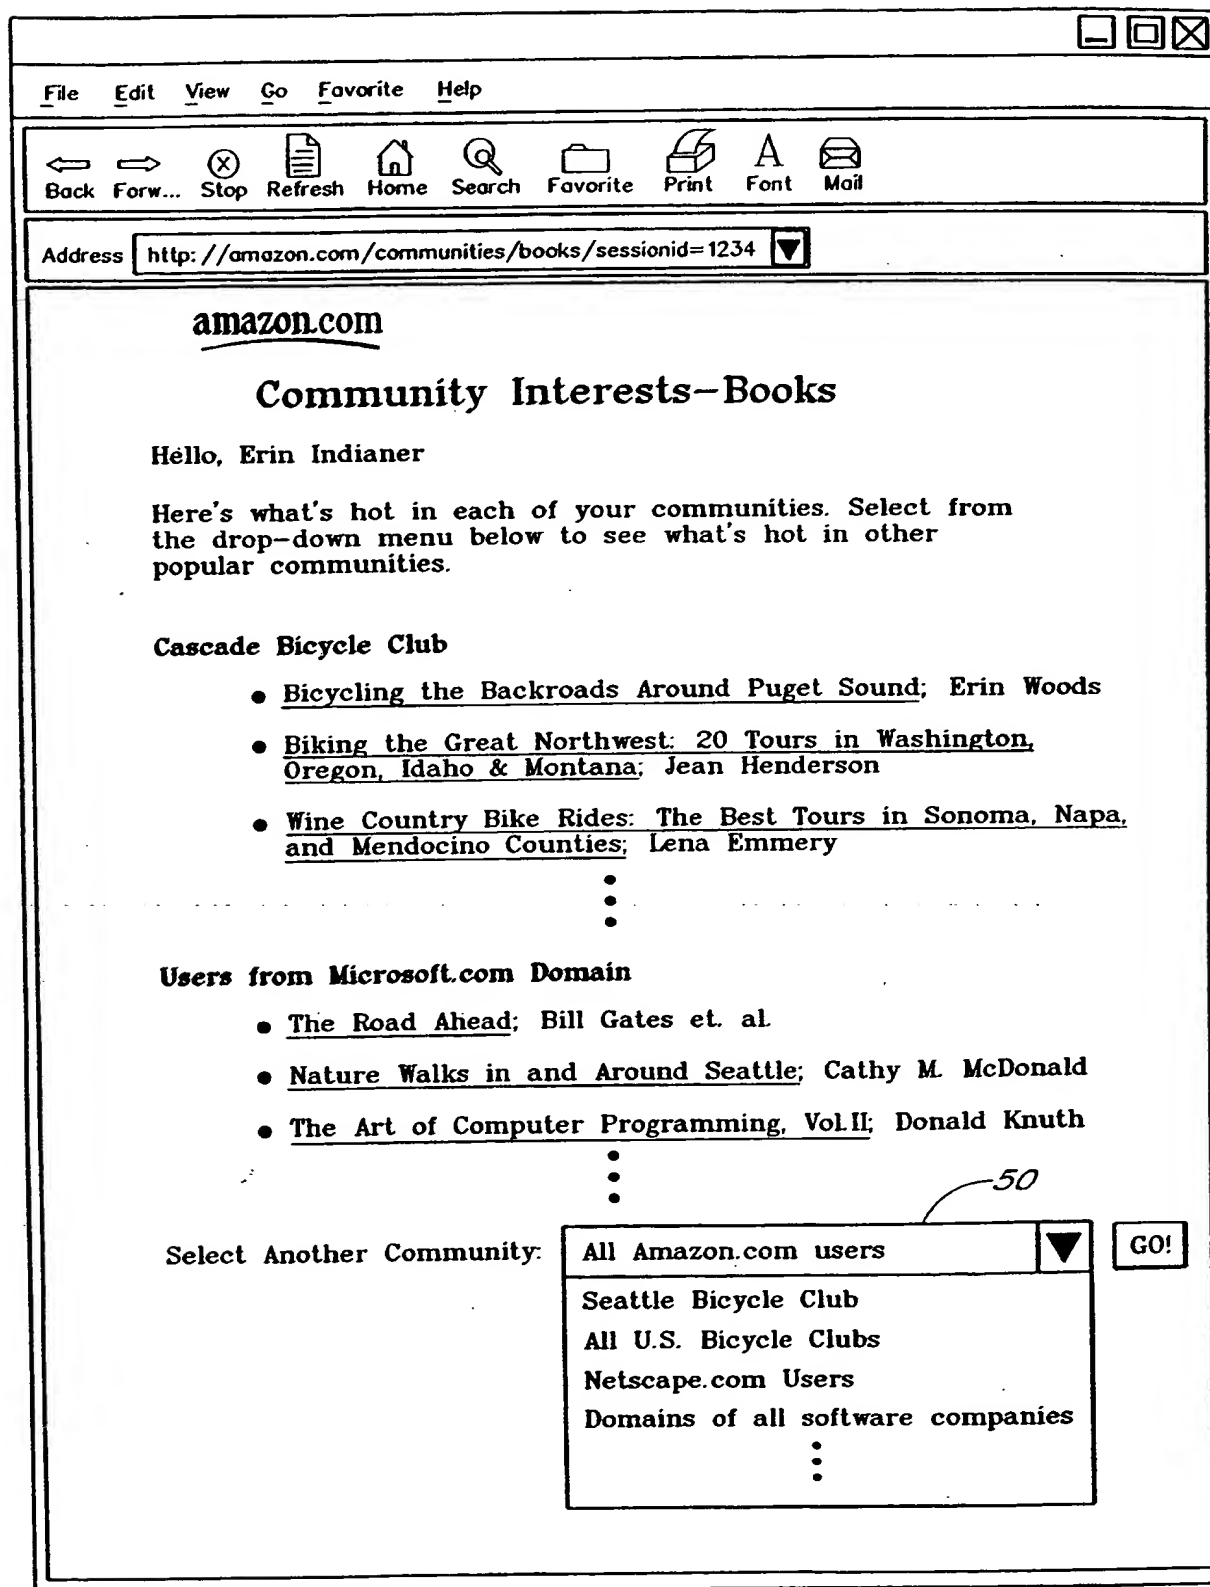 File Edit View Go Favorite Help
Back Forw... Stop Refresh Home Search Favorite Print Font Mail
Address http://amazon.com/communities/books/sessionid=1234
amazon.com
Community Interests-Books
Hello, Erin Indianer
Here's what's hot in each of your communities. Select from
the drop-down menu below to see what's hot in other
popular communities.
Cascade Bicycle Club
• Bicycling the Backroads Around Puget Sound; Erin Woods
• Biking the Great Northwest: 20 Tours in Washington,
Oregon, Idaho & Montana; Jean Henderson
• Wine Country Bike Rides: The Best Tours in Sonoma, Napa,
and Mendocino Counties; Lena Emmery
Users from Microsoft.com Domain
• The Road Ahead; Bill Gates et. al.
• Nature Walks in and Around Seattle; Cathy M. McDonald
• The Art of Computer Programming, Vol.II; Donald Knuth
50
Select Another Community: All Amazon.com users GO!
Seattle Bicycle Club
All U.S. Bicycle Clubs
Netscape.com Users
Domains of all software companies